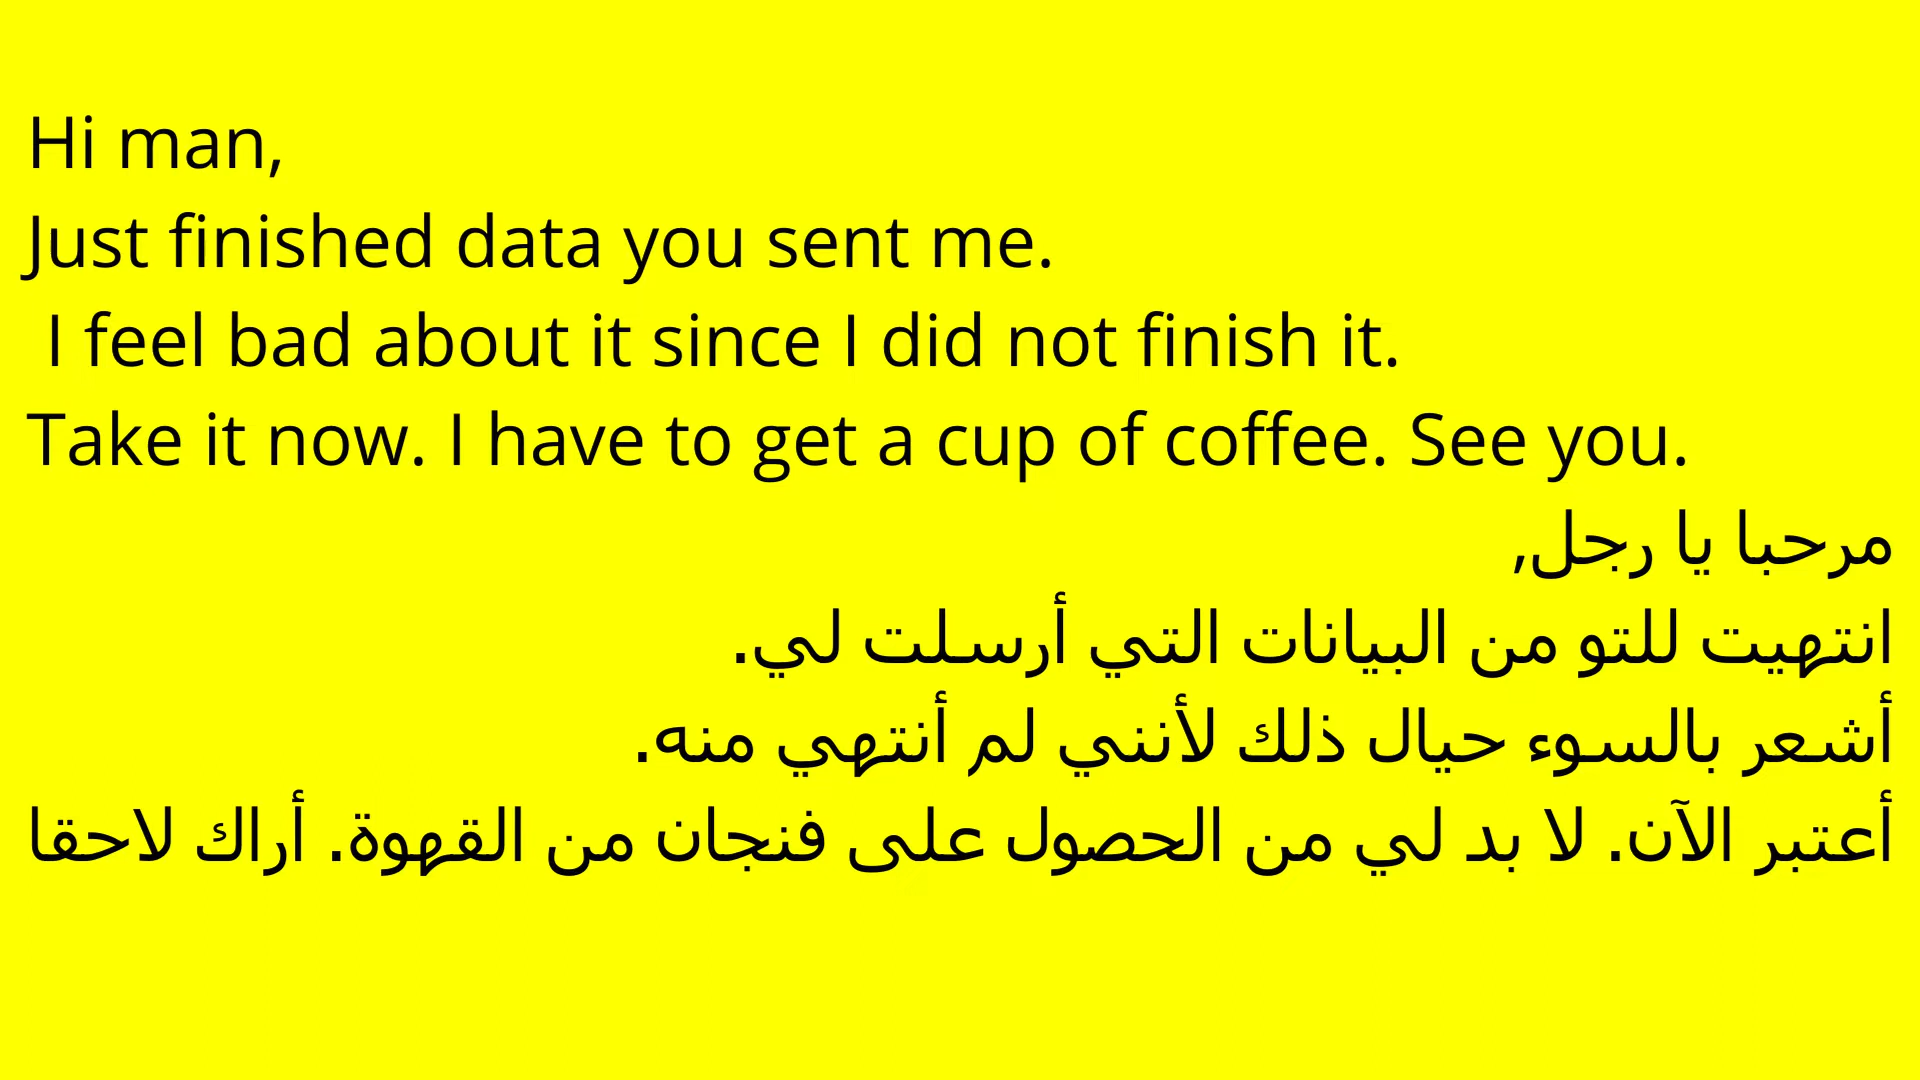 Hi man,
Just finished data you sent me.
I feel bad about it since I did not finish it.
Take it now. I have to get a cup of coffee. See you.
مرحبا يا رجل,
انتهيت للتو من البيانات التي أرسلت لي.
أشعر بالسوء حيال ذلك لأنني لم أنتهي منه.
أعتبر الآن. لا بد لي من الحصول على فنجان من القهوة. أراك لاحقا